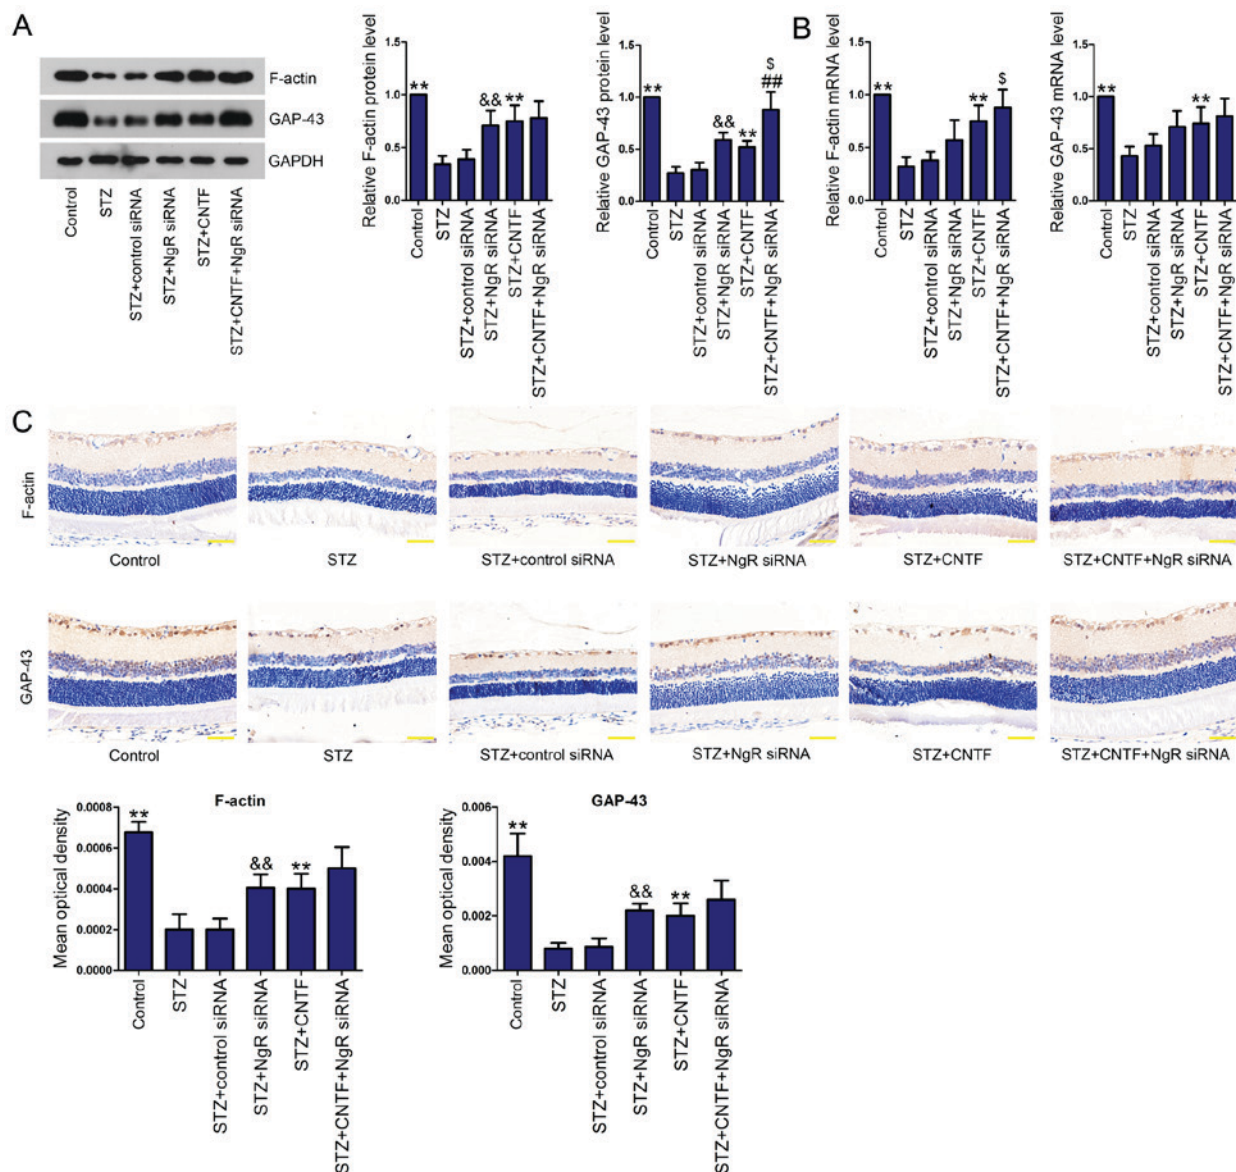 A
F-actin
GAP-43
GAPDH
Control
STZ
STZ+control siRNA
STZ+NgR siRNA
STZ+CNTF
STZ+CNTF+NgR siRNA
Relative F-actin protein level
1.5
1.0
0.5
0.0
**
&&
**
Control
STZ
STZ+control siRNA
STZ+NgR siRNA
STZ+CNTF
STZ+CNTF+NgR siRNA
Relative GAP-43 protein level
1.5
1.0
0.5
0.0
**
&&
**
$
##
Control
STZ
STZ+control siRNA
STZ+NgR siRNA
STZ+CNTF
STZ+CNTF+NgR siRNA
B
Relative F-actin mRNA level
1.5
1.0
0.5
0.0
**
**
$
Control
STZ
STZ+control siRNA
STZ+NgR siRNA
STZ+CNTF
STZ+CNTF+NgR siRNA
Relative GAP-43 mRNA level
1.5
1.0
0.5
0.0
**
**
Control
STZ
STZ+control siRNA
STZ+NgR siRNA
STZ+CNTF
STZ+CNTF+NgR siRNA
C
F-actin
Control
STZ
STZ+control siRNA
STZ+NgR siRNA
STZ+CNTF
STZ+CNTF+NgR siRNA
GAP-43
Control
STZ
STZ+control siRNA
STZ+NgR siRNA
STZ+CNTF
STZ+CNTF+NgR siRNA
F-actin
Mean optical density
0.0008
0.0006
0.0004
0.0002
0.0000
**
&&
**
Control
STZ
STZ+control siRNA
STZ+NgR siRNA
STZ+CNTF
STZ+CNTF+NgR siRNA
GAP-43
Mean optical density
0.006
0.004
0.002
0.000
**
&&
**
Control
STZ
STZ+control siRNA
STZ+NgR siRNA
STZ+CNTF
STZ+CNTF+NgR siRNA